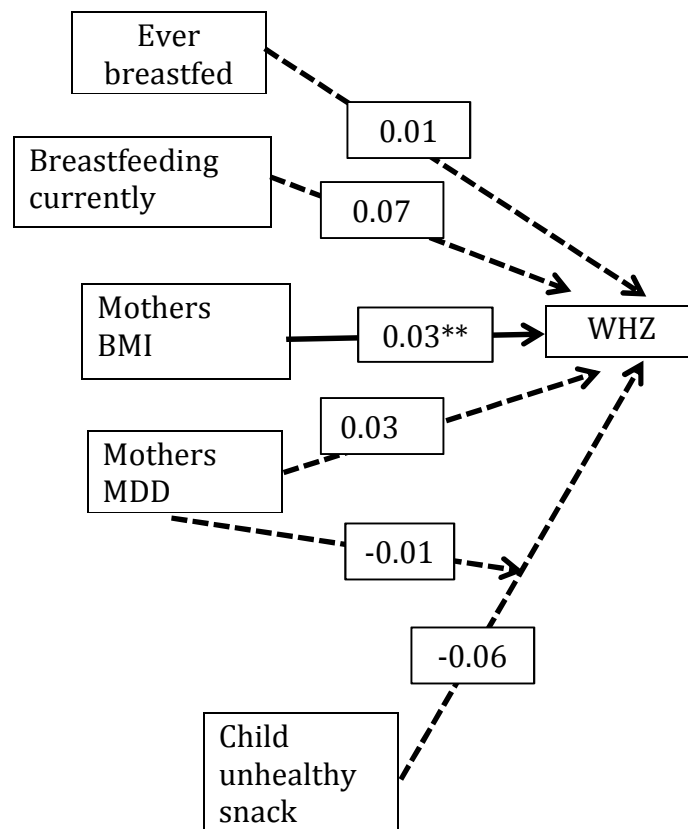 Ever
breastfed
0.01
Breastfeeding
currently
0.07
Mothers
BMI
0.03**
WHZ
Mothers
MDD
0.03
-0.01
-0.06
Child
unhealthy
snack